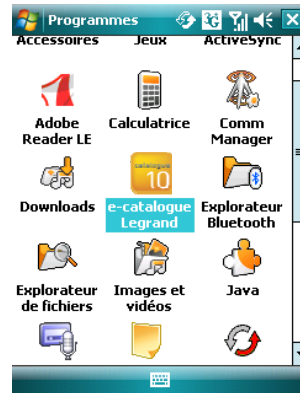 Programmes
3G
Accessoires Jeux ActiveSync
Adobe Reader LE
Calculatrice
Comm Manager
Downloads
catalogue
10
e-catalogue Legrand
Explorateur Bluetooth
Explorateur de fichiers
Images et vidéos
Java